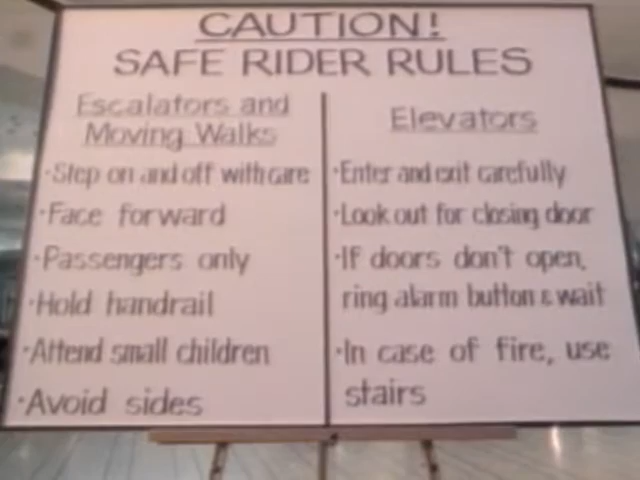 CAUTION!
SAFE RIDER RULES
Escalators and
Moving Walks
·Step on and off with care
·Face forward
·Passengers only
·Hold handrail
·Attend small children
·Avoid sides
Elevators
·Enter and exit carefully
·Look out for closing door
·If doors don't open,
ring alarm button & wait
·In case of fire, use
stairs